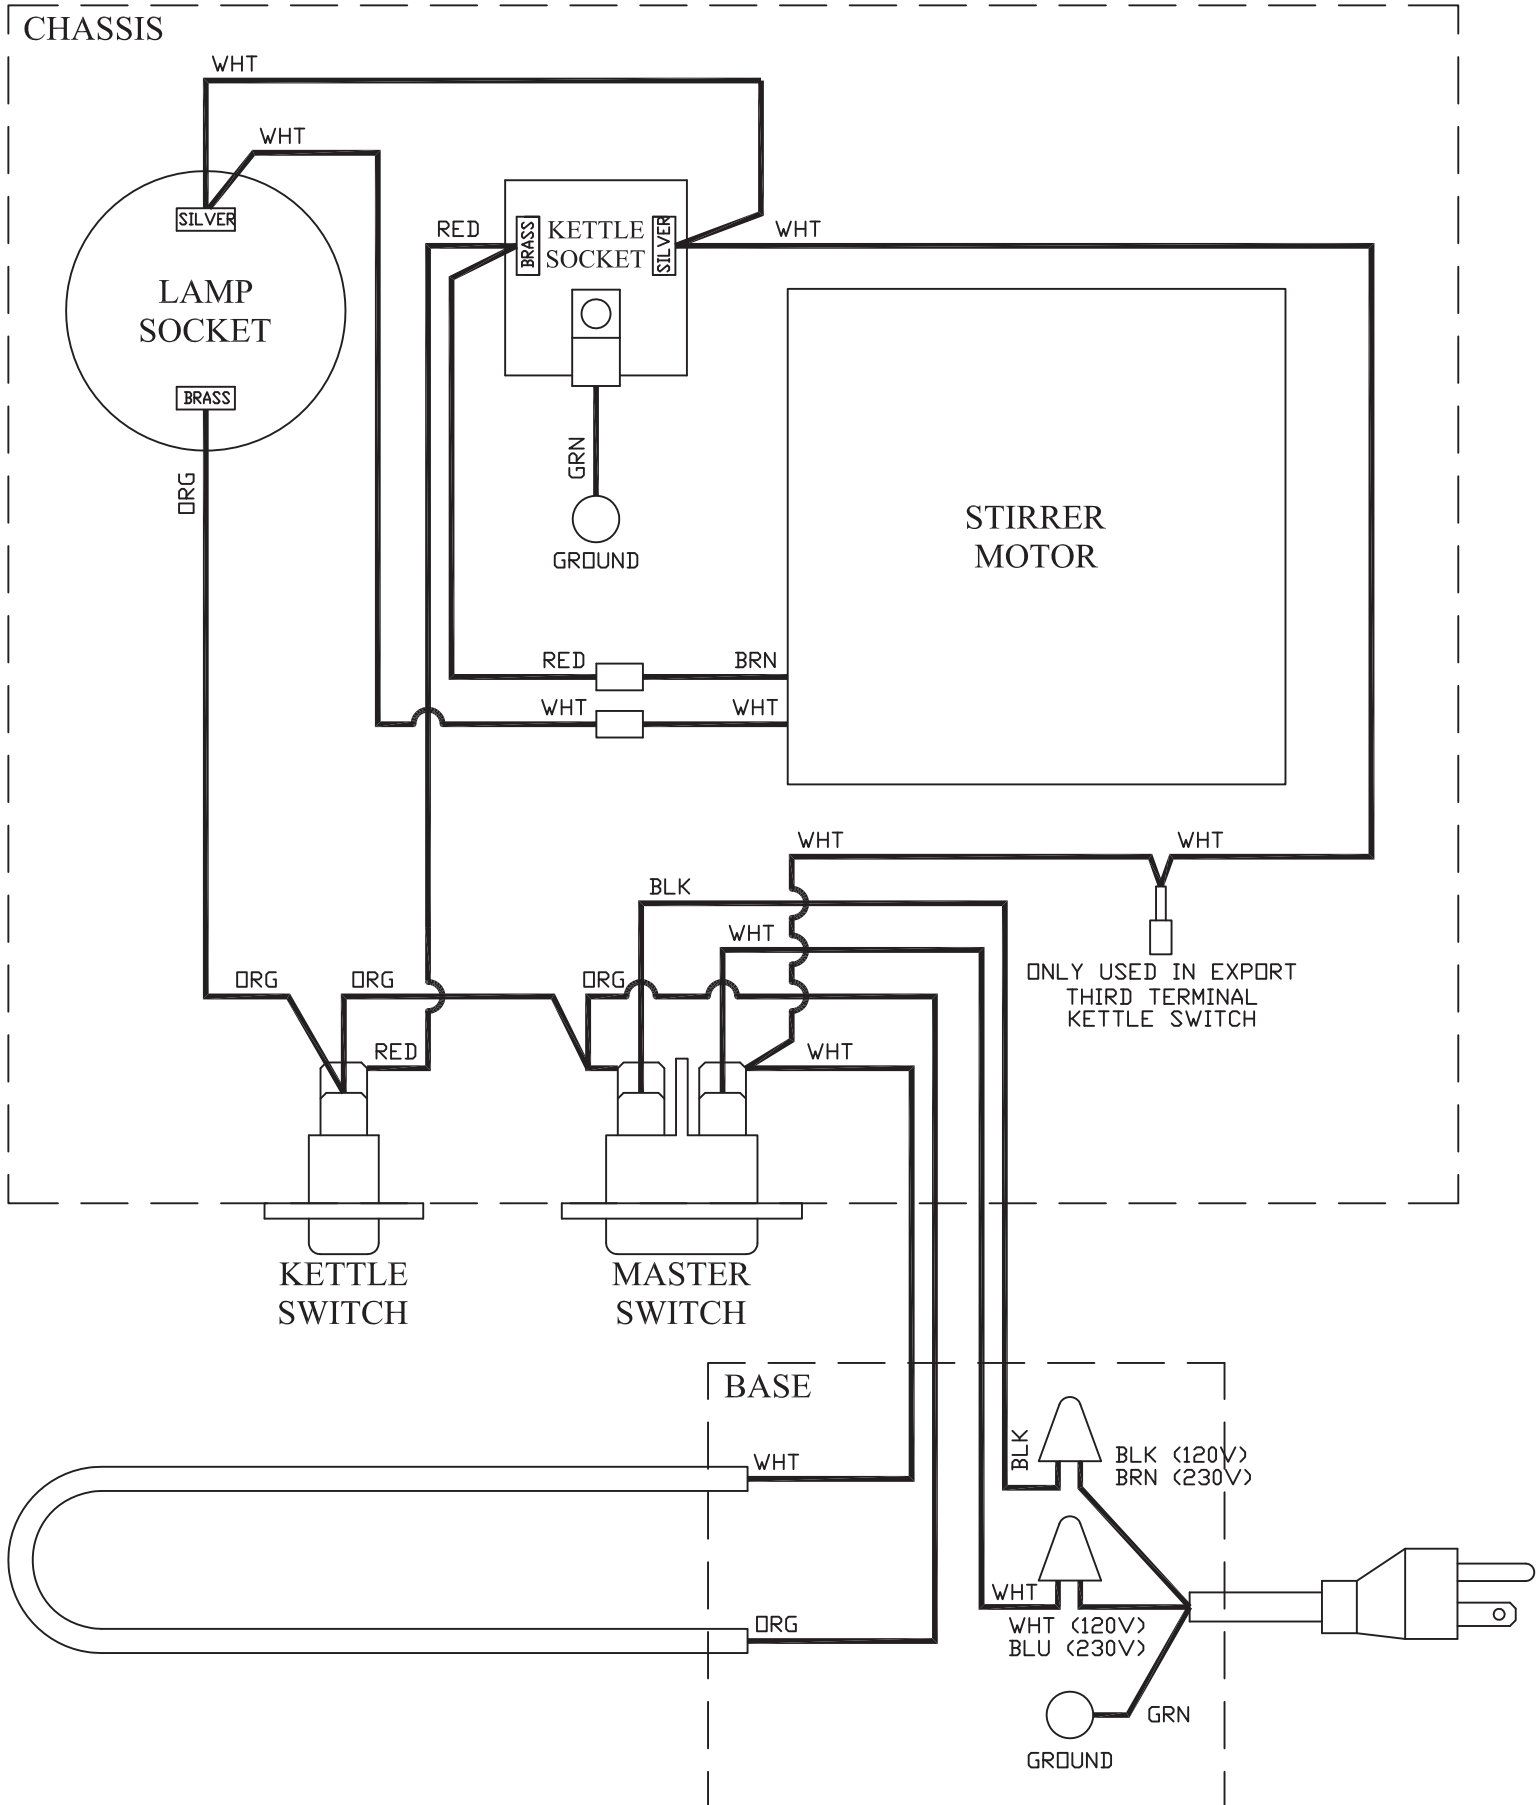 CHASSIS
WHT
WHT
SILVER
LAMP
SOCKET
BRASS
ORG
RED
BRASS
KETTLE
SOCKET
SILVER
WHT
GRN
GROUND
STIRRER
MOTOR
RED
BRN
WHT
WHT
WHT
WHT
BLK
WHT
ONLY USED IN EXPORT
THIRD TERMINAL
KETTLE SWITCH
ORG
ORG
ORG
RED
WHT
KETTLE
SWITCH
MASTER
SWITCH
BASE
BLK
BLK (120V)
BRN (230V)
WHT
WHT
WHT (120V)
BLU (230V)
ORG
GRN
GROUND